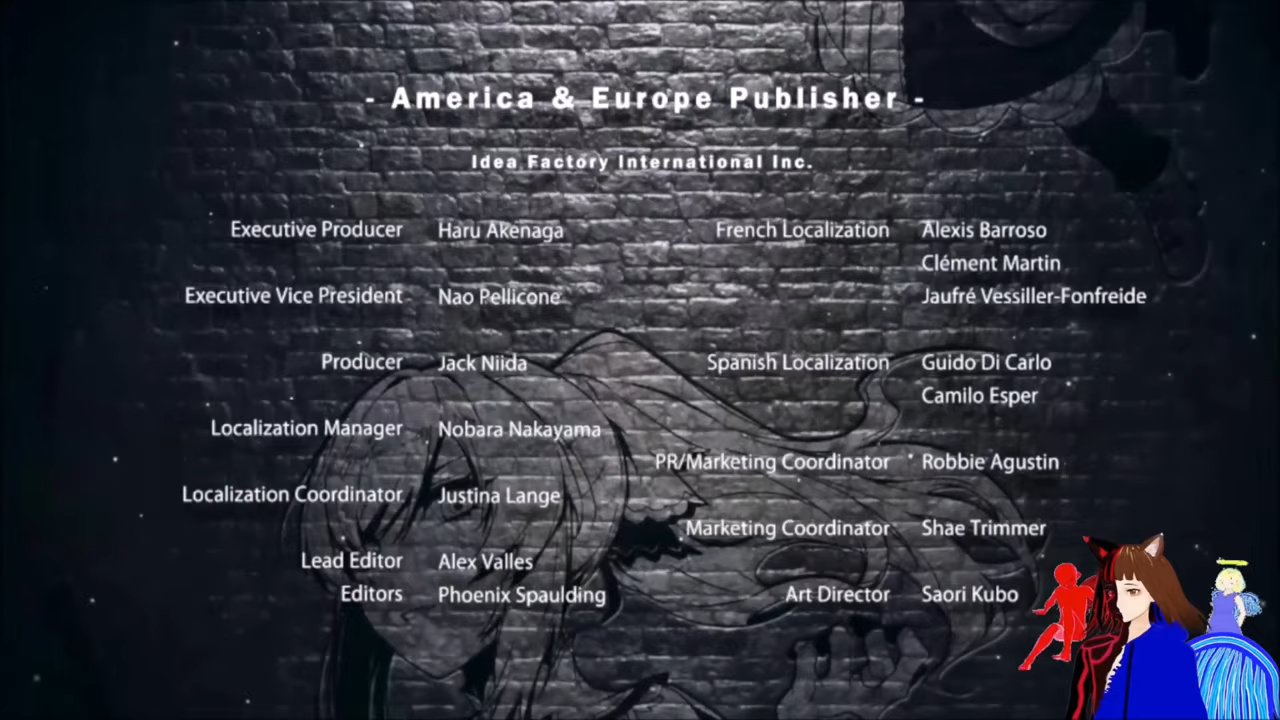 - America & Europe Publisher -
Idea Factory International Inc.
Executive Producer Haru Akenaga
Executive Vice President Nao Pellicone
Producer Jack Niida
Localization Manager Nobara Nakayama
Localization Coordinator Justina Lange
Lead Editor Alex Valles
Editors Phoenix Spaulding
French Localization Alexis Barroso
Clément Martin
Jaufré Vessiller-Fonfreide
Spanish Localization Guido Di Carlo
Camilo Esper
PR/Marketing Coordinator Robbie Agustin
Marketing Coordinator Shae Trimmer
Art Director Saori Kubo